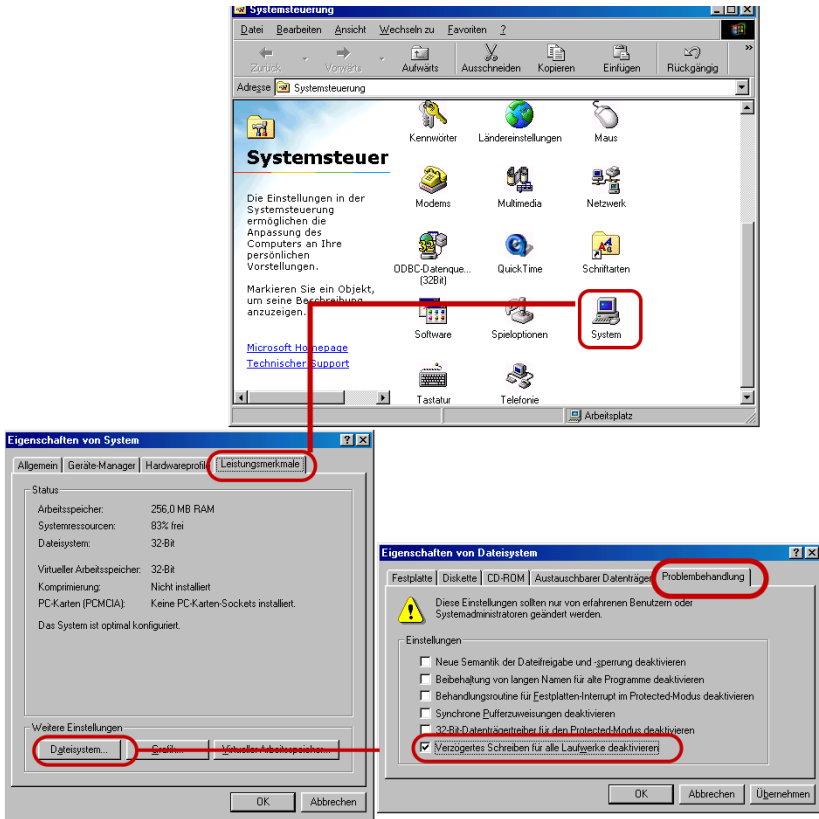 Systemsteuerung
Datei Bearbeiten Ansicht Wechseln zu Favoriten ?
Zurück Vorwärts Aufwärts Ausschneiden Kopieren Einfügen Rückgängig »
Adresse Systemsteuerung
Systemsteuer
Die Einstellungen in der
Systemsteuerung
ermöglichen die
Anpassung des
Computers an Ihre
persönlichen
Vorstellungen.
Markieren Sie ein Objekt,
um seine Beschreibung
anzuzeigen.
Microsoft Homepage
Technischer Support
Kennwörter Ländereinstellungen Maus
Modems Multimedia Netzwerk
ODBC-Datenque... QuickTime Schriftarten
(32Bit)
Software Spieloptionen System
Tastatur Telefonie
Arbeitsplatz
Eigenschaften von System
Allgemein Geräte-Manager Hardwareprofile Leistungsmerkmale
Status
Arbeitsspeicher: 256,0 MB RAM
Systemressourcen: 83% frei
Dateisystem: 32-Bit
Virtueller Arbeitsspeicher: 32-Bit
Komprimierung: Nicht installiert
PC-Karten (PCMCIA): Keine PC-Karten-Sockets installiert.
Das System ist optimal konfiguriert.
Weitere Einstellungen
Dateisystem... Grafik... Virtueller Arbeitsspeicher...
OK Abbrechen
Eigenschaften von Dateisystem
Festplatte Diskette CD-ROM Austauschbarer Datenträger Problembehandlung
Diese Einstellungen sollten nur von erfahrenen Benutzern oder
Systemadministratoren geändert werden.
Einstellungen
Neue Semantik der Dateifreigabe und -sperrung deaktivieren
Beibehaltung von langen Namen für alte Programme deaktivieren
Behandlungsroutine für Festplatten-Interrupt im Protected-Modus deaktivieren
Synchrone Pufferzuweisungen deaktivieren
32-Bit-Datenträgertreiber für den Protected-Modus deaktivieren
Verzögertes Schreiben für alle Laufwerke deaktivieren
OK Abbrechen Übernehmen